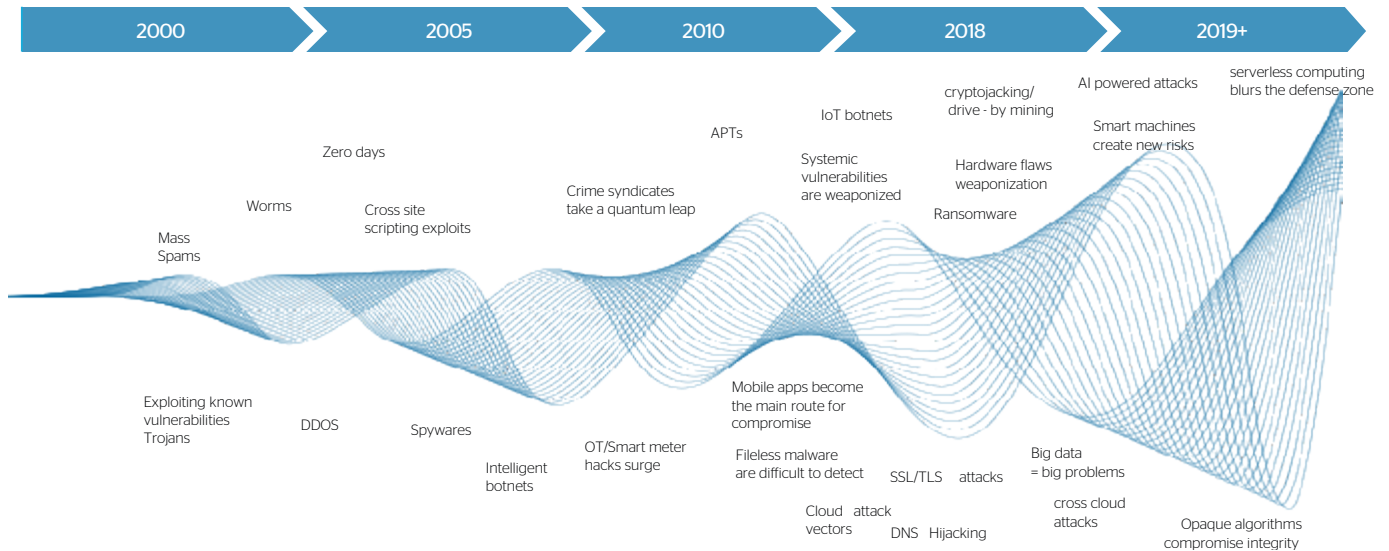 2000
2005
2010
2018
2019+
Mass
Spams
Worms
Zero days
Cross site
scripting exploits
Crime syndicates
take a quantum leap
APTs
IoT botnets
Systemic
vulnerabilities
are weaponized
cryptojacking/
drive - by mining
Hardware flaws
weaponization
Ransomware
AI powered attacks
Smart machines
create new risks
serverless computing
blurs the defense zone
Exploiting known
vulnerabilities
Trojans
DDOS
Spywares
Intelligent
botnets
OT/Smart meter
hacks surge
Mobile apps become
the main route for
compromise
Fileless malware
are difficult to detect
Cloud attack
vectors
SSL/TLS attacks
DNS Hijacking
Big data
= big problems
cross cloud
attacks
Opaque algorithms
compromise integrity